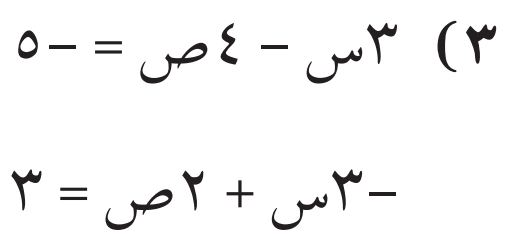 ٣) ٣س − ٤ص = −٥
−٣س + ٢ص = ٣